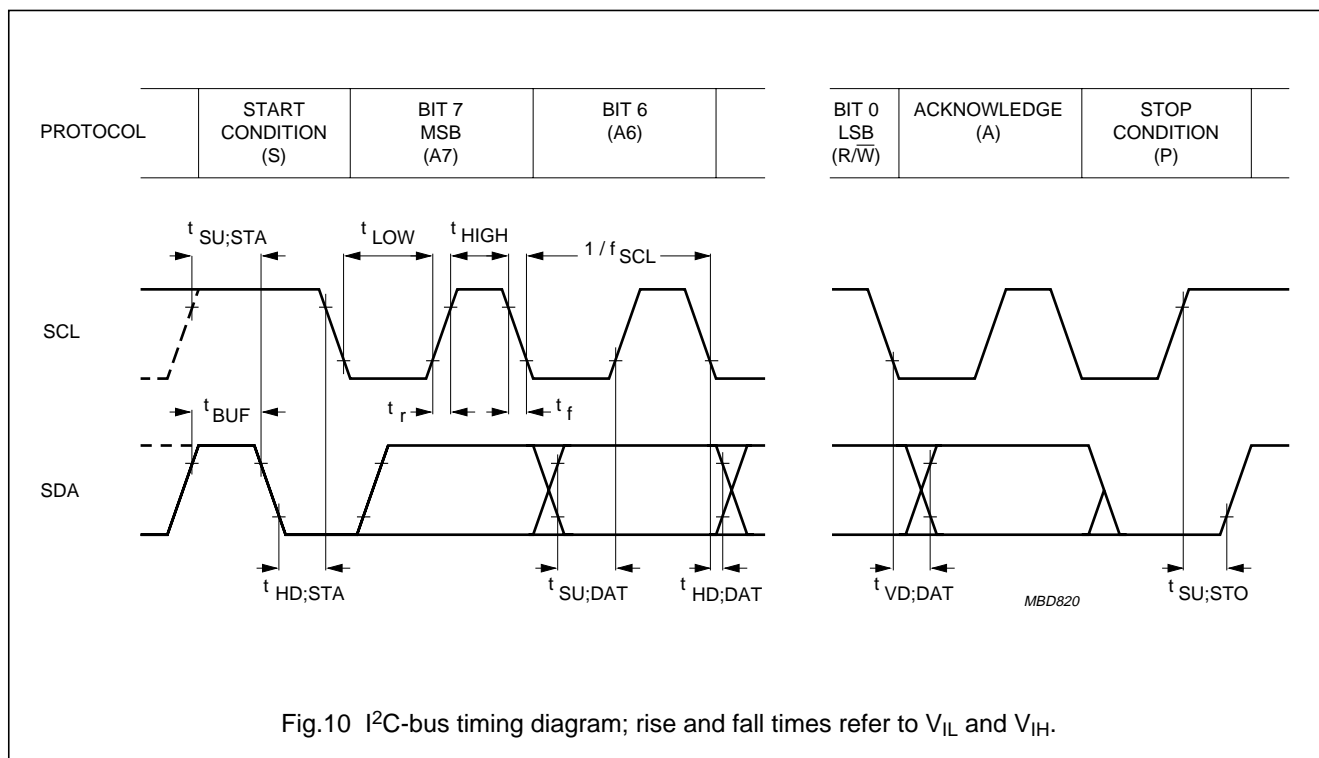 PROTOCOL
START
CONDITION
(S)
BIT 7
MSB
(A7)
BIT 6
(A6)
BIT 0
LSB
(R/W̅)
ACKNOWLEDGE
(A)
STOP
CONDITION
(P)
t SU;STA
t LOW
t HIGH
1 / f SCL
SCL
t BUF
t r
t f
SDA
t HD;STA
t SU;DAT
t HD;DAT
t VD;DAT
MBD820
t SU;STO
Fig.10 I²C-bus timing diagram; rise and fall times refer to V_IL and V_IH.